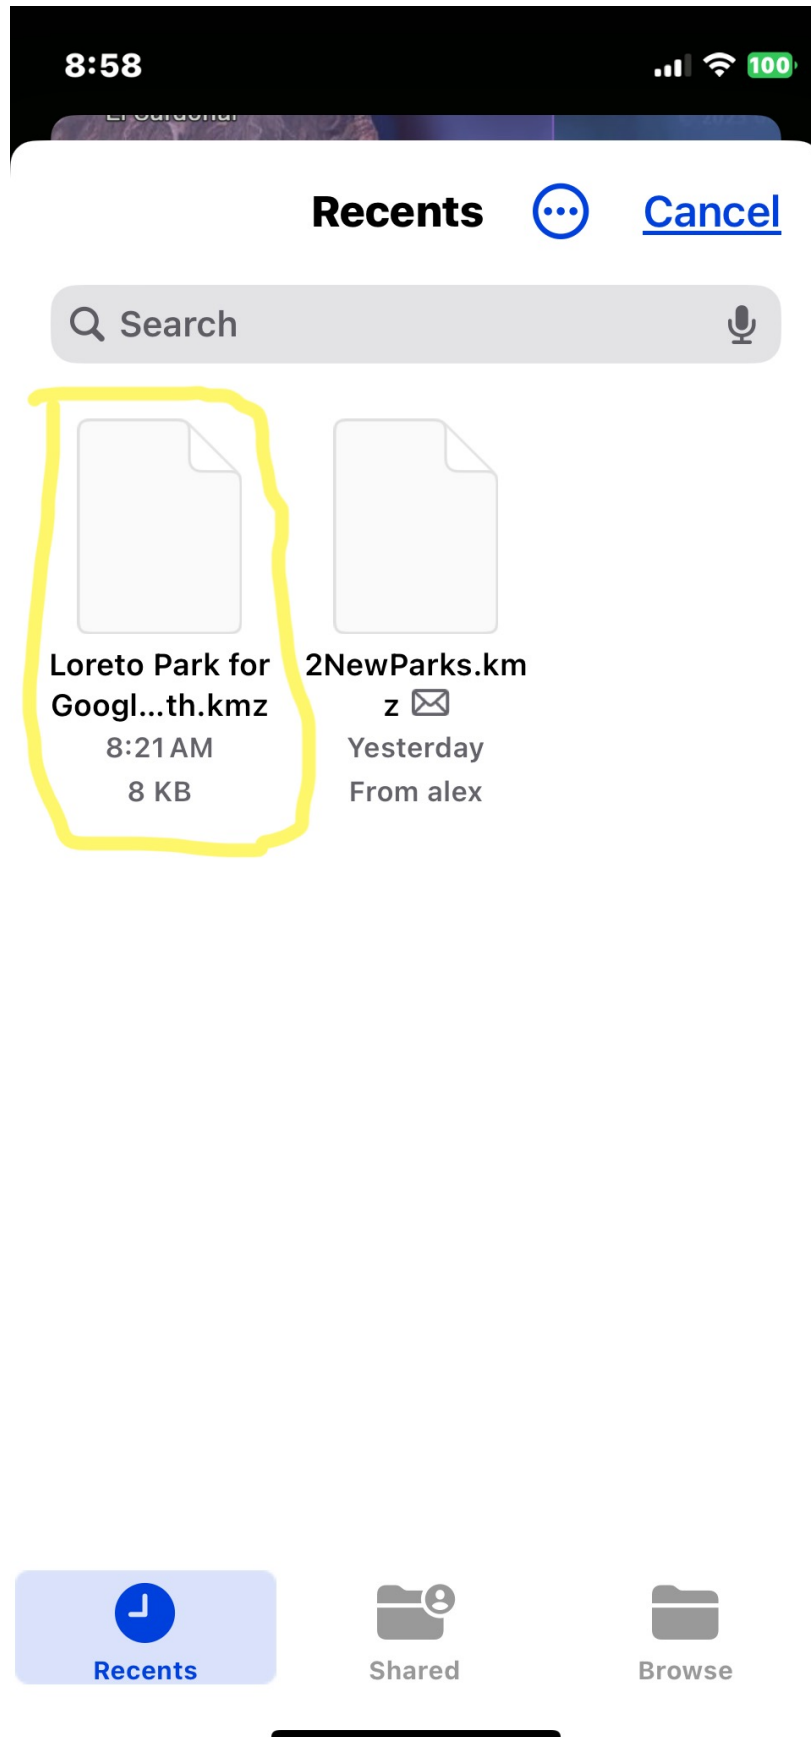 8:58
100
Recents
Cancel
Search
Loreto Park for
Googl...th.kmz
8:21 AM
8 KB
2NewParks.km
z
Yesterday
From alex
Recents
Shared
Browse